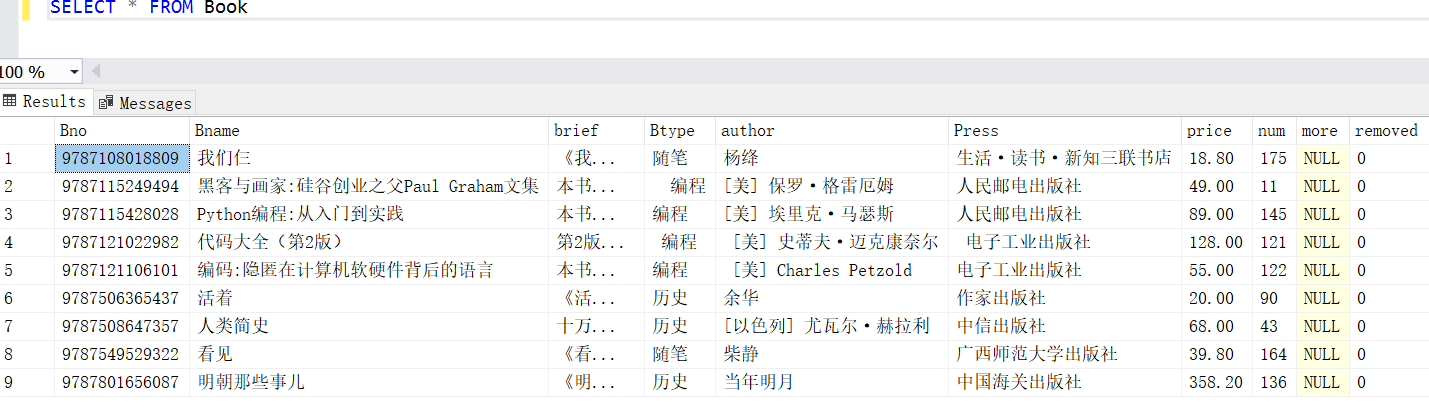 SELECT * FROM Book
100 %
Results Messages
Bno Bname brief Btype author Press price num more removed
1 9787108018809 我们仨 《我... 随笔 杨绛 生活·读书·新知三联书店 18.80 175 NULL 0
2 9787115249494 黑客与画家:硅谷创业之父Paul Graham文集 本书... 编程 [美] 保罗·格雷厄姆 人民邮电出版社 49.00 11 NULL 0
3 9787115428028 Python编程:从入门到实践 本书... 编程 [美] 埃里克·马瑟斯 人民邮电出版社 89.00 145 NULL 0
4 9787121022982 代码大全（第2版） 第2版... 编程 [美] 史蒂夫·迈克康奈尔 电子工业出版社 128.00 121 NULL 0
5 9787121106101 编码:隐匿在计算机软硬件背后的语言 本书... 编程 [美] Charles Petzold 电子工业出版社 55.00 122 NULL 0
6 9787506365437 活着 《活... 历史 余华 作家出版社 20.00 90 NULL 0
7 9787508647357 人类简史 十万... 历史 [以色列] 尤瓦尔·赫拉利 中信出版社 68.00 43 NULL 0
8 9787549529322 看见 《看... 随笔 柴静 广西师范大学出版社 39.80 164 NULL 0
9 9787801656087 明朝那些事儿 《明... 历史 当年明月 中国海关出版社 358.20 136 NULL 0